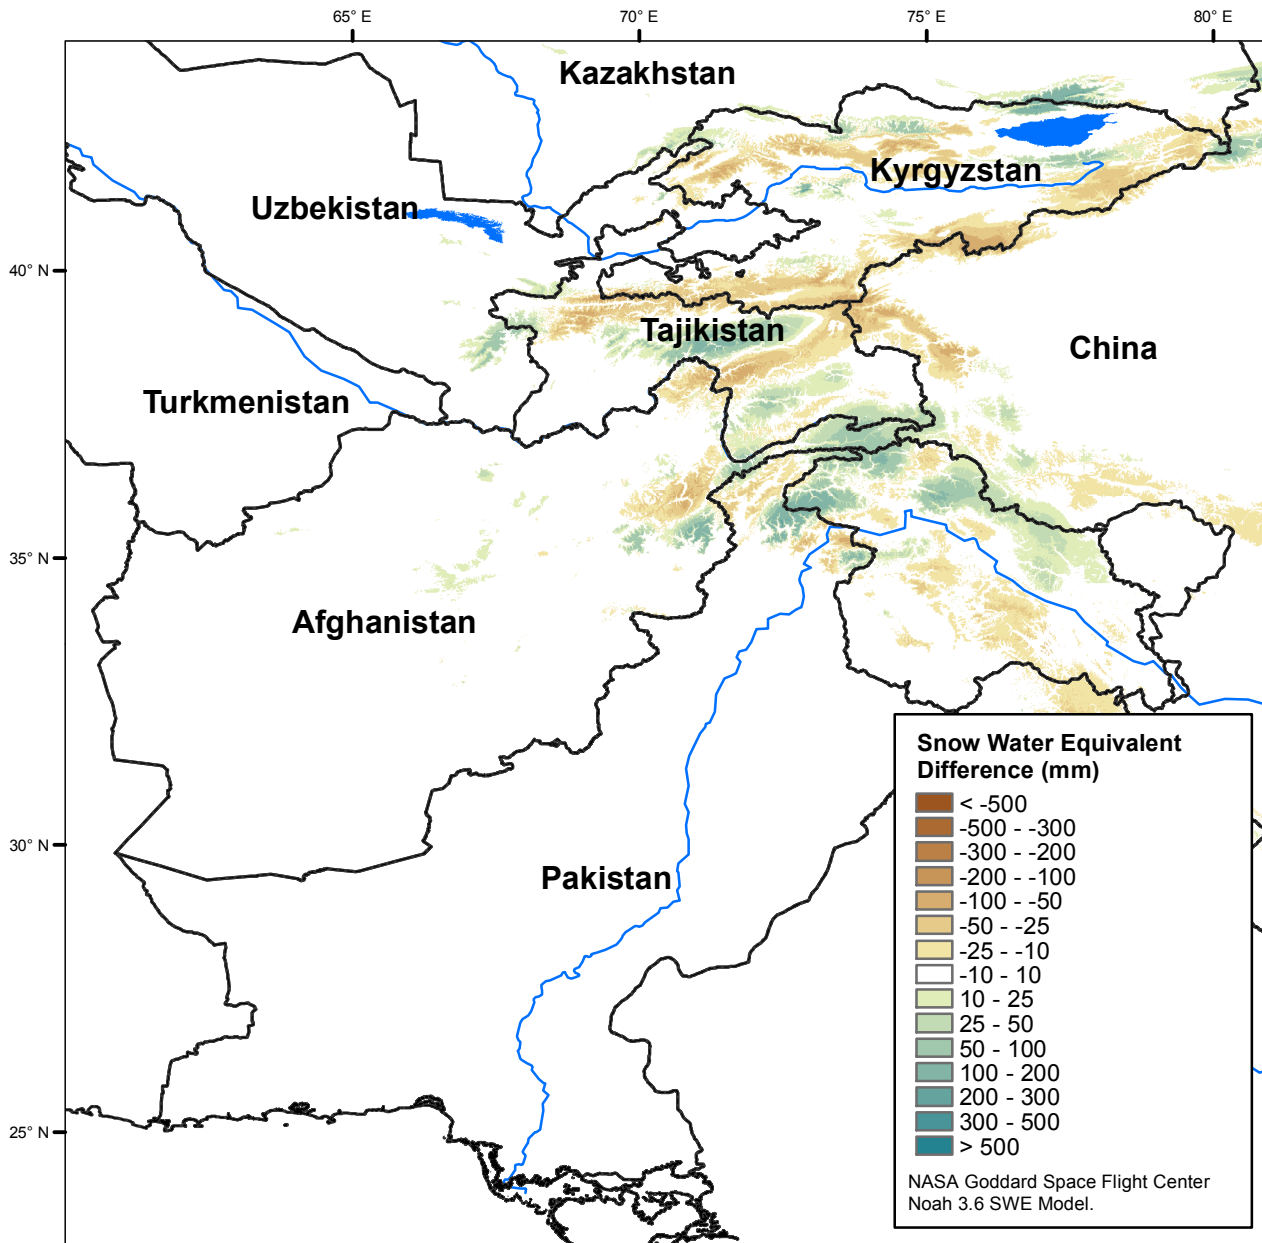 65° E 70° E 75° E 80° E
Kazakhstan
Kyrgyzstan
Uzbekistan
40° N
Tajikistan
China
Turkmenistan
35° N
Afghanistan
30° N
Pakistan
25° N
Snow Water Equivalent
Difference (mm)
< -500
-500 - -300
-300 - -200
-200 - -100
-100 - -50
-50 - -25
-25 - -10
-10 - 10
10 - 25
25 - 50
50 - 100
100 - 200
200 - 300
300 - 500
> 500
NASA Goddard Space Flight Center
Noah 3.6 SWE Model.